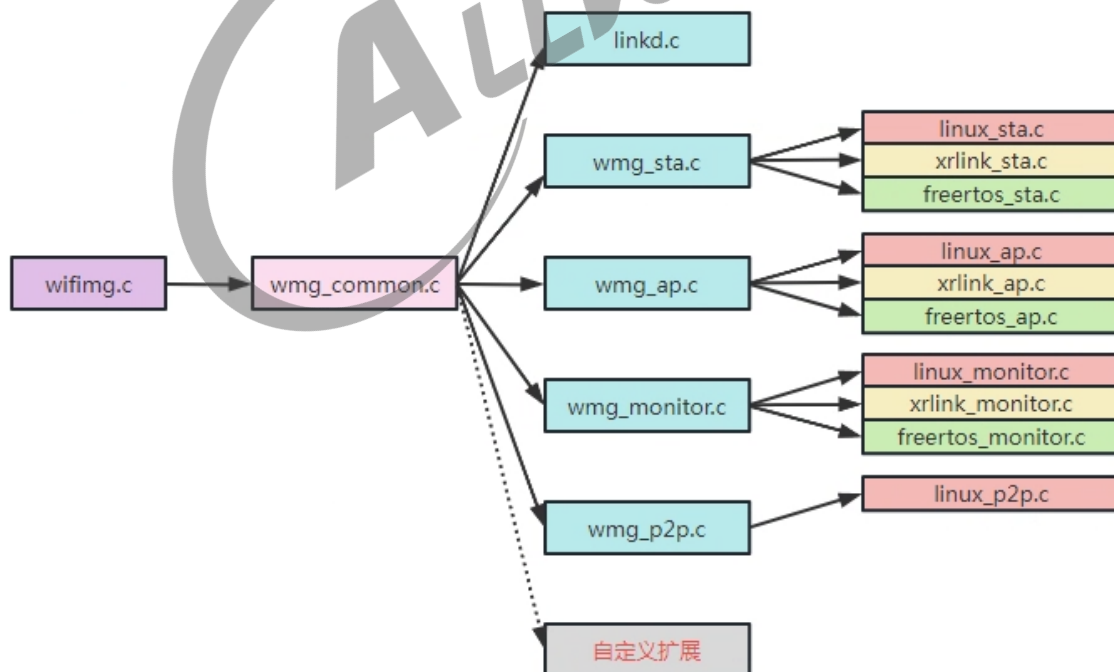 linkd.c
wmg_sta.c
linux_sta.c
xrlink_sta.c
freertos_sta.c
wifimg.c
wmg_common.c
wmg_ap.c
linux_ap.c
xrlink_ap.c
freertos_ap.c
wmg_monitor.c
linux_monitor.c
xrlink_monitor.c
freertos_monitor.c
wmg_p2p.c
linux_p2p.c
自定义扩展